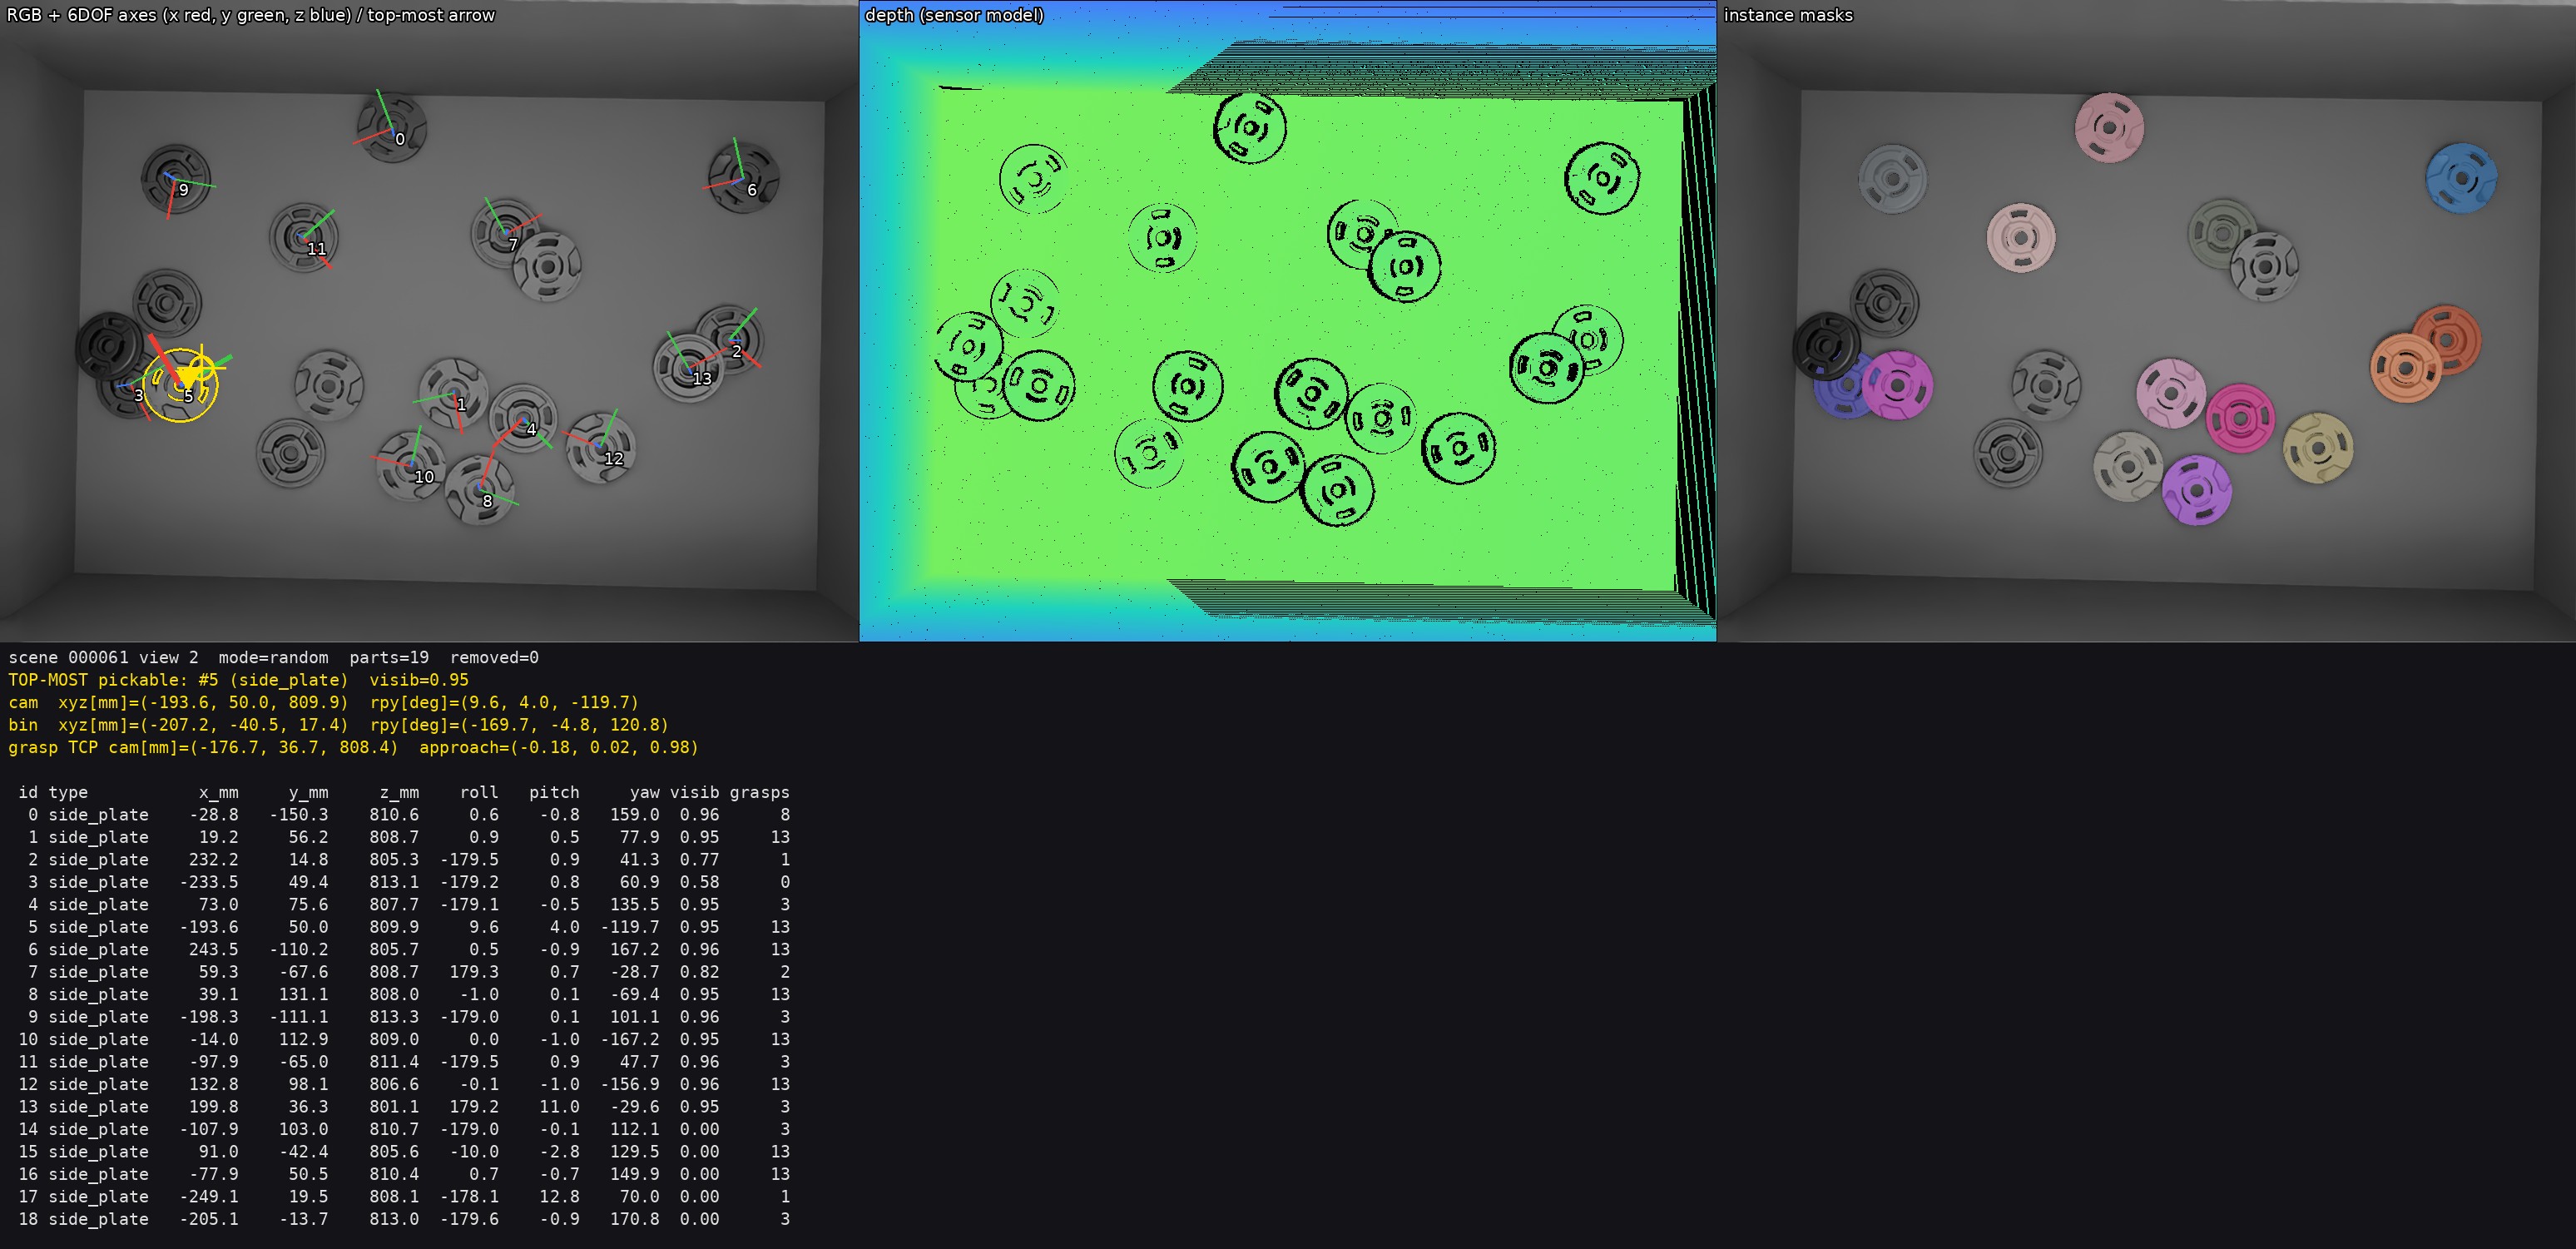 RGB + 6DOF axes (x red, y green, z blue) / top-most arrow
depth (sensor model)
instance masks
0
9
6
11
7
2
13
3
5
1
4
12
10
8
scene 000061 view 2  mode=random  parts=19  removed=0
TOP-MOST pickable: #5 (side_plate)  visib=0.95
cam  xyz[mm]=(-193.6, 50.0, 809.9)  rpy[deg]=(9.6, 4.0, -119.7)
bin  xyz[mm]=(-207.2, -40.5, 17.4)  rpy[deg]=(-169.7, -4.8, 120.8)
grasp TCP cam[mm]=(-176.7, 36.7, 808.4)  approach=(-0.18, 0.02, 0.98)
id type x_mm y_mm z_mm roll pitch yaw visib grasps
0 side_plate -28.8 -150.3 810.6 0.6 -0.8 159.0 0.96 8
1 side_plate 19.2 56.2 808.7 0.9 0.5 77.9 0.95 13
2 side_plate 232.2 14.8 805.3 -179.5 0.9 41.3 0.77 1
3 side_plate -233.5 49.4 813.1 -179.2 0.8 60.9 0.58 0
4 side_plate 73.0 75.6 807.7 -179.1 -0.5 135.5 0.95 3
5 side_plate -193.6 50.0 809.9 9.6 4.0 -119.7 0.95 13
6 side_plate 243.5 -110.2 805.7 0.5 -0.9 167.2 0.96 13
7 side_plate 59.3 -67.6 808.7 179.3 0.7 -28.7 0.82 2
8 side_plate 39.1 131.1 808.0 -1.0 0.1 -69.4 0.95 13
9 side_plate -198.3 -111.1 813.3 -179.0 0.1 101.1 0.96 3
10 side_plate -14.0 112.9 809.0 0.0 -1.0 -167.2 0.95 13
11 side_plate -97.9 -65.0 811.4 -179.5 0.9 47.7 0.96 3
12 side_plate 132.8 98.1 806.6 -0.1 -1.0 -156.9 0.96 13
13 side_plate 199.8 36.3 801.1 179.2 11.0 -29.6 0.95 3
14 side_plate -107.9 103.0 810.7 -179.0 -0.1 112.1 0.00 3
15 side_plate 91.0 -42.4 805.6 -10.0 -2.8 129.5 0.00 13
16 side_plate -77.9 50.5 810.4 0.7 -0.7 149.9 0.00 13
17 side_plate -249.1 19.5 808.1 -178.1 12.8 70.0 0.00 1
18 side_plate -205.1 -13.7 813.0 -179.6 -0.9 170.8 0.00 3